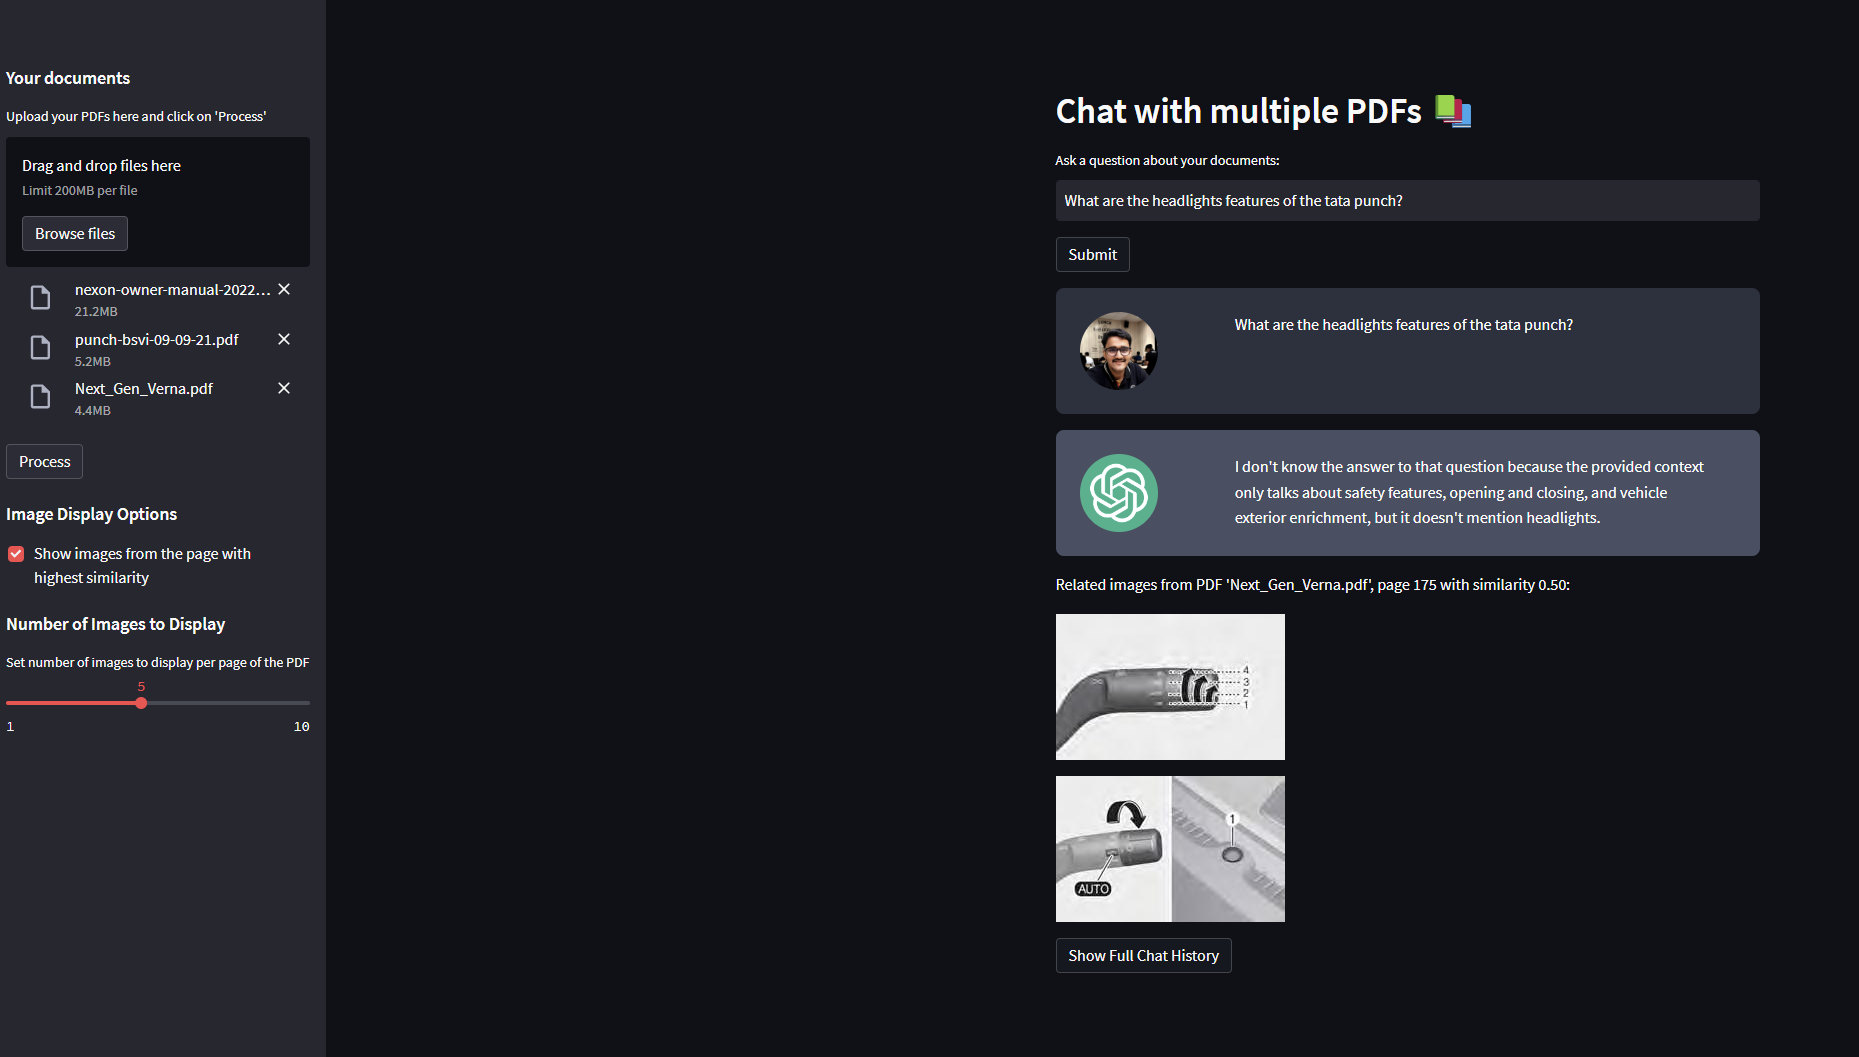 Your documents
Upload your PDFs here and click on 'Process'
Drag and drop files here
Limit 200MB per file
Browse files
nexon-owner-manual-2022...
21.2MB
punch-bsvi-09-09-21.pdf
5.2MB
Next_Gen_Verna.pdf
4.4MB
Process
Image Display Options
Show images from the page with
highest similarity
Number of Images to Display
Set number of images to display per page of the PDF
5
1 10
Chat with multiple PDFs
Ask a question about your documents:
What are the headlights features of the tata punch?
Submit
What are the headlights features of the tata punch?
I don't know the answer to that question because the provided context
only talks about safety features, opening and closing, and vehicle
exterior enrichment, but it doesn't mention headlights.
Related images from PDF 'Next_Gen_Verna.pdf', page 175 with similarity 0.50:
4
3
2
1
1
AUTO
Show Full Chat History